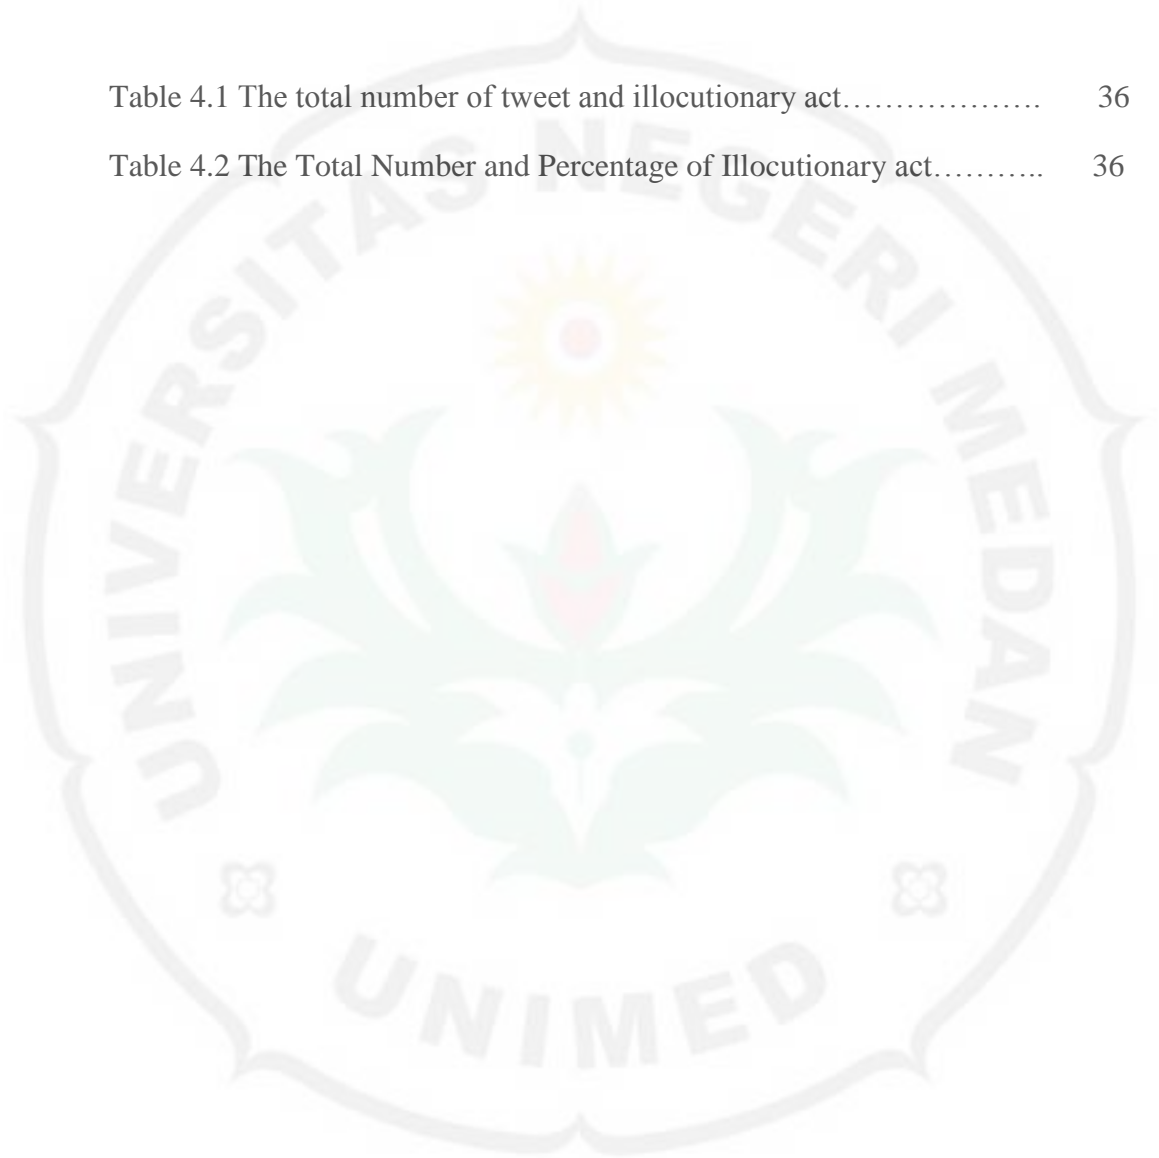 Table 4.1 The total number of tweet and illocutionary act………………. 36
Table 4.2 The Total Number and Percentage of Illocutionary act……….. 36
UNIVERSITAS NEGERI MEDAN
UNIMED